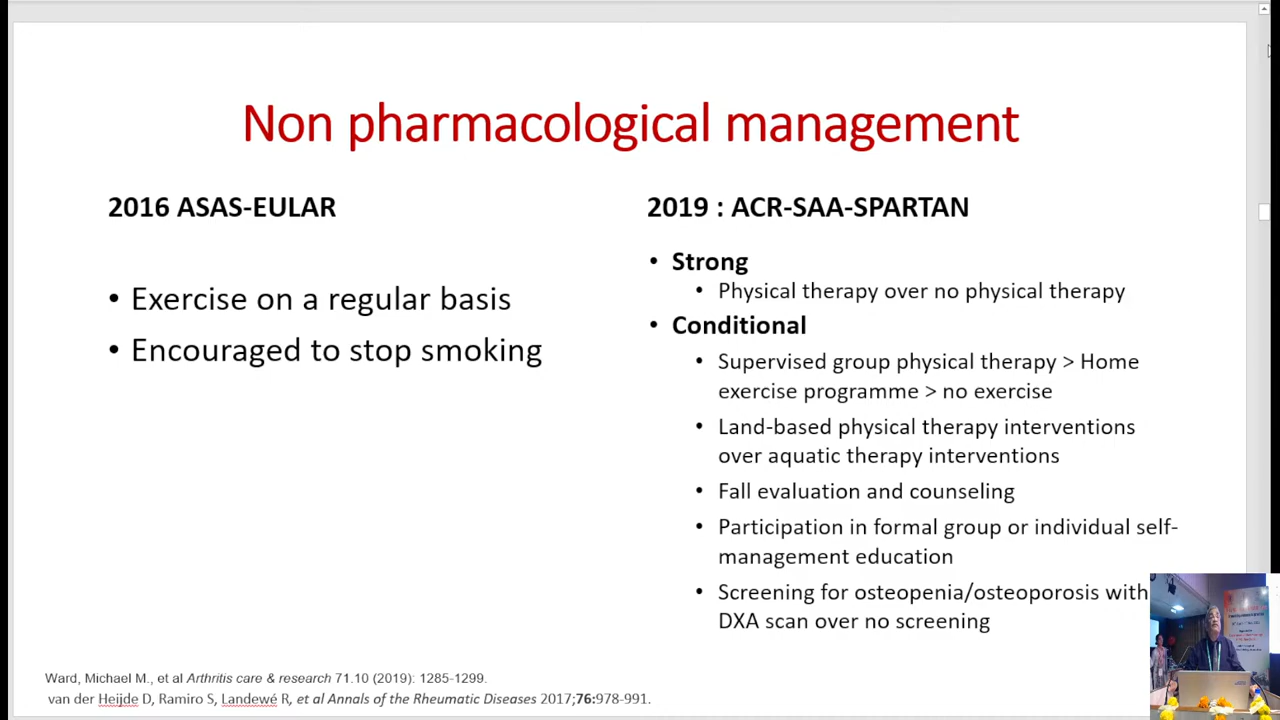 Non pharmacological management
2016 ASAS-EULAR
• Exercise on a regular basis
• Encouraged to stop smoking
2019 : ACR-SAA-SPARTAN
• Strong
• Physical therapy over no physical therapy
• Conditional
• Supervised group physical therapy > Home
exercise programme > no exercise
• Land-based physical therapy interventions
over aquatic therapy interventions
• Fall evaluation and counseling
• Participation in formal group or individual self-
management education
• Screening for osteopenia/osteoporosis with
DXA scan over no screening
Ward, Michael M., et al Arthritis care & research 71.10 (2019): 1285-1299.
van der Heijde D, Ramiro S, Landewé R, et al Annals of the Rheumatic Diseases 2017;76:978-991.